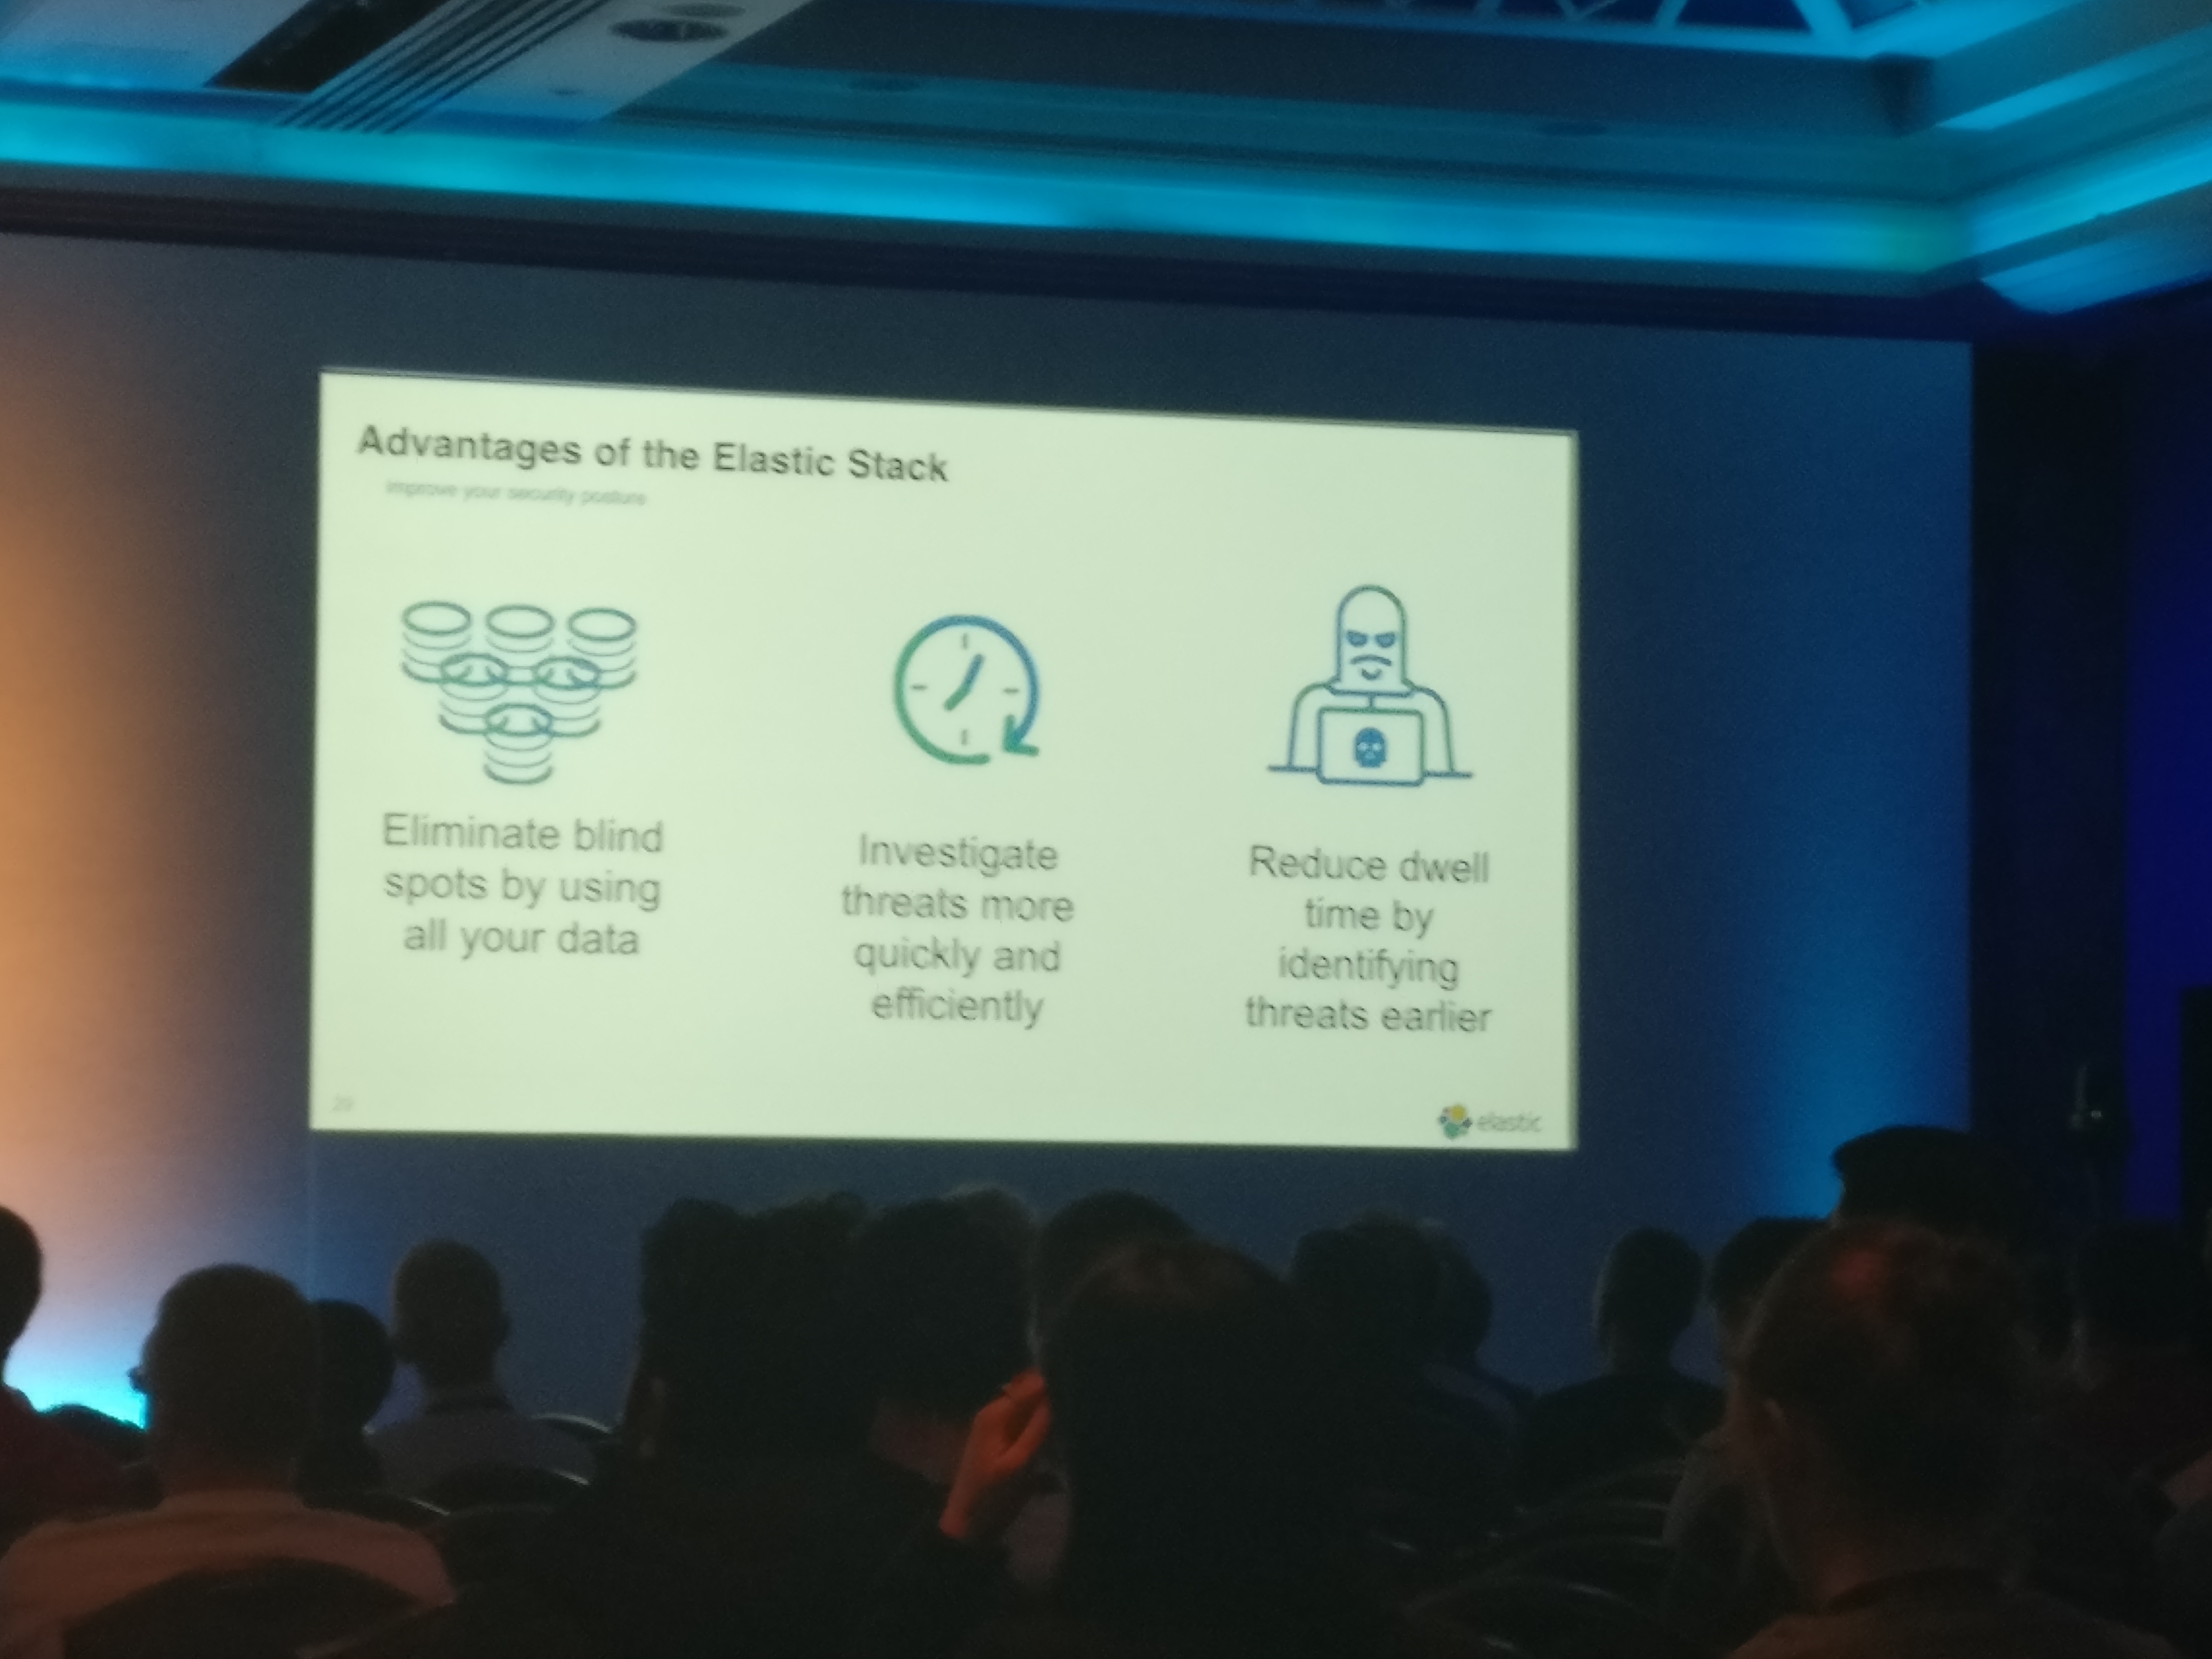 Advantages of the Elastic Stack
Improve your security posture
Eliminate blind
spots by using
all your data
Investigate
threats more
quickly and
efficiently
Reduce dwell
time by
identifying
threats earlier
elastic